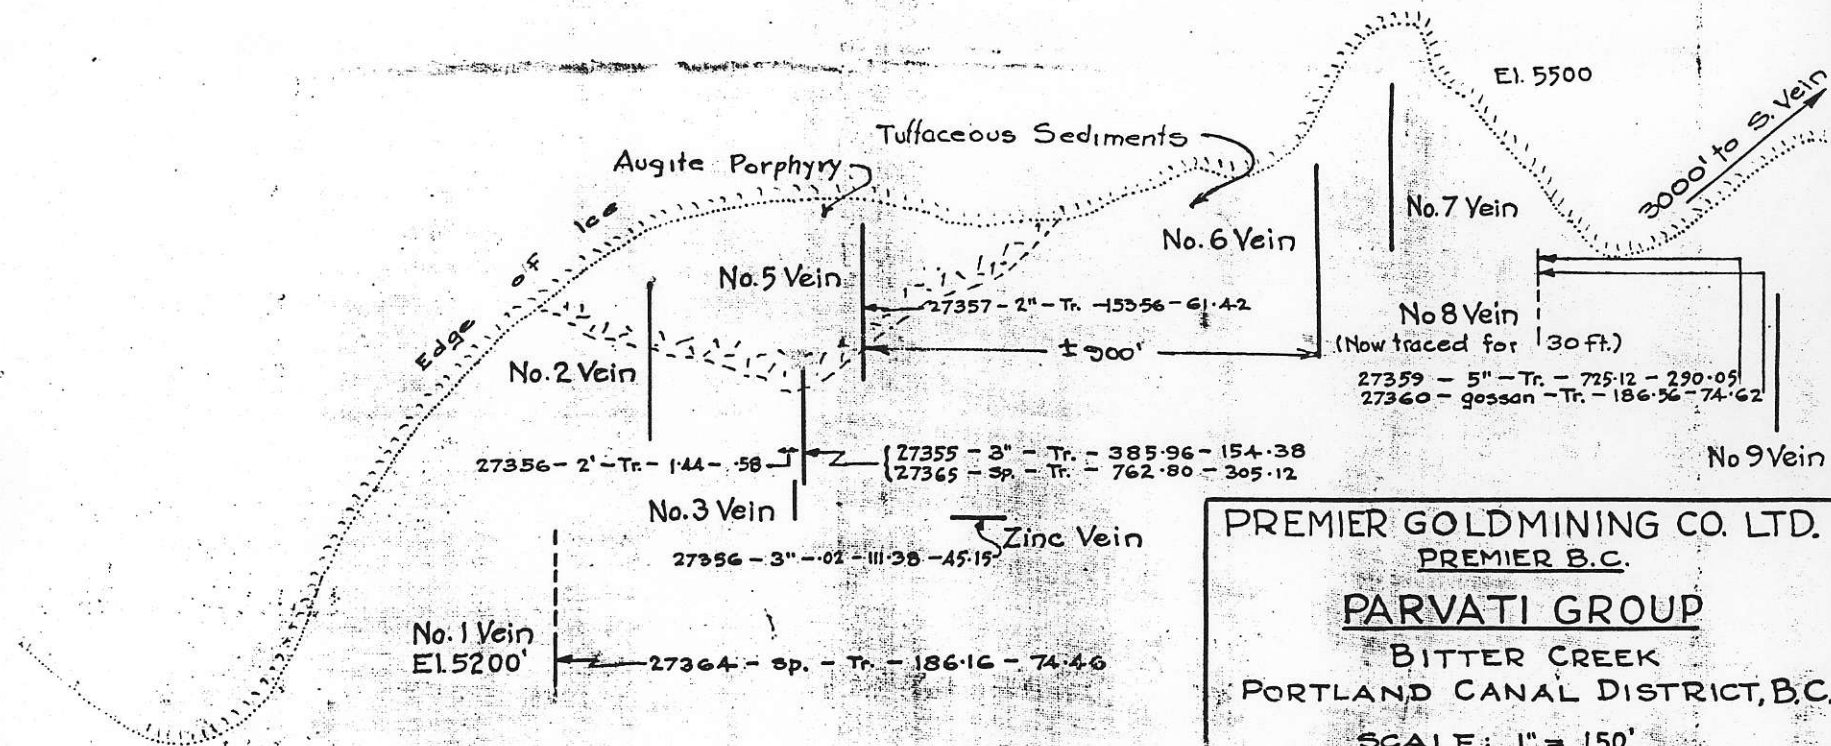 El. 5500
Tuffaceous Sediments
Augite Porphyry
3000' to S. Vein
Edge of Ice
No. 7 Vein
No. 6 Vein
No. 5 Vein
27357 - 2" - Tr. - 153.56 - 61.42
± 900'
No 8 Vein
(Now traced for 130 ft.)
No. 2 Vein
27359 - 5" - Tr. - 725.12 - 290.05
27360 - gossan - Tr. - 186.56 - 74.62
No 9 Vein
27356 - 2' - Tr. - 1.44 - .58
27355 - 3" - Tr. - 385.96 - 154.38
27365 - sp. - Tr. - 762.80 - 305.12
No. 3 Vein
Zinc Vein
27356 - 3" - .02 - 111.38 - 45.15
No. 1 Vein
El. 5200'
27364 - sp. - Tr. - 186.16 - 74.46
PREMIER GOLDMINING CO. LTD.
PREMIER B.C.
PARVATI GROUP
BITTER CREEK
PORTLAND CANAL DISTRICT, B.C.
SCALE: 1" = 150'